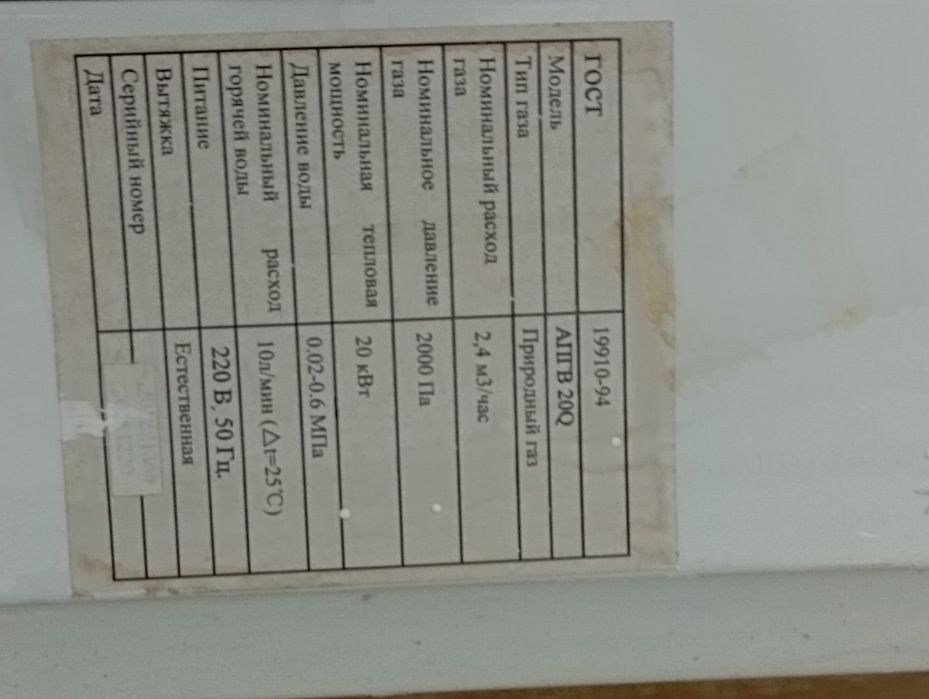 ГОСТ 19910-94
Модель АПГВ 20Q
Тип газа Природный газ
Номинальный расход 2,4 м3/час
газа
Номинальное давление 2000 Па
газа
Номинальная тепловая 20 кВт
мощность
Давление воды 0.02-0.6 МПа
Номинальный расход 10л/мин (Δt=25℃)
горячей воды
Питание 220 В, 50 Гц.
Вытяжка Естественная
Серийный номер
Дата